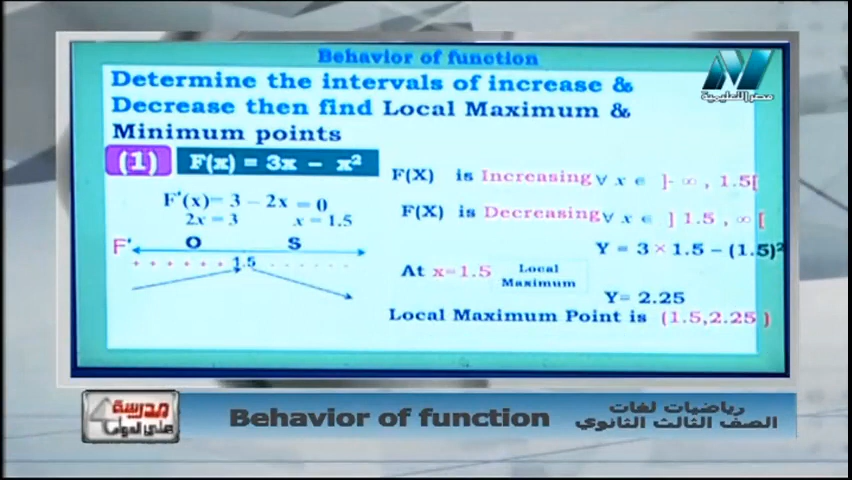 Behavior of function
Determine the intervals of increase &
Decrease then find Local Maximum &
Minimum points
(1) F(x) = 3x − x²
F'(x)= 3 − 2x = 0
2x = 3 x = 1.5
F' O S
+ + + + + + 1.5 - - - - - -
F(X) is Increasing ∀ x ∈ ]- ∞ , 1.5[
F(X) is Decreasing ∀ x ∈ ] 1.5 , ∞ [
Y = 3 × 1.5 − (1.5)²
At x=1.5 Local Maximum
Y= 2.25
Local Maximum Point is (1.5,2.25 )
مصر التعليمية
مدرسة
على الهواء
Behavior of function
رياضيات لغات
الصف الثالث الثانوي